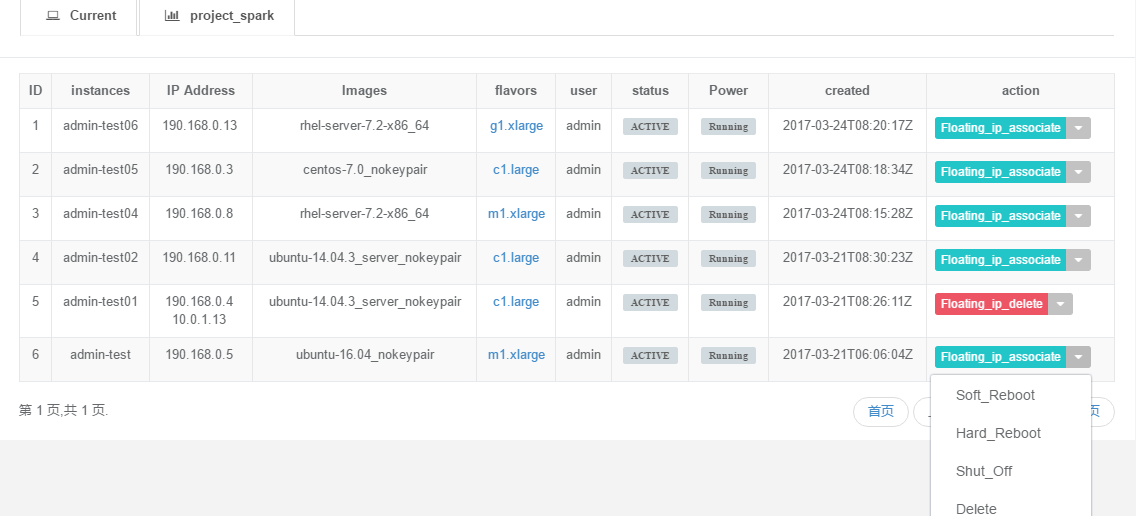 Current project_spark
ID instances IP Address Images flavors user status Power created action
1 admin-test06 190.168.0.13 rhel-server-7.2-x86_64 g1.xlarge admin ACTIVE Running 2017-03-24T08:20:17Z Floating_ip_associate
2 admin-test05 190.168.0.3 centos-7.0_nokeypair c1.large admin ACTIVE Running 2017-03-24T08:18:34Z Floating_ip_associate
3 admin-test04 190.168.0.8 rhel-server-7.2-x86_64 m1.xlarge admin ACTIVE Running 2017-03-24T08:15:28Z Floating_ip_associate
4 admin-test02 190.168.0.11 ubuntu-14.04.3_server_nokeypair c1.large admin ACTIVE Running 2017-03-21T08:30:23Z Floating_ip_associate
5 admin-test01 190.168.0.4 ubuntu-14.04.3_server_nokeypair c1.large admin ACTIVE Running 2017-03-21T08:26:11Z Floating_ip_delete
10.0.1.13
6 admin-test 190.168.0.5 ubuntu-16.04_nokeypair m1.xlarge admin ACTIVE Running 2017-03-21T06:06:04Z Floating_ip_associate
第 1 页,共 1 页. 首页 页
Soft_Reboot
Hard_Reboot
Shut_Off
Delete